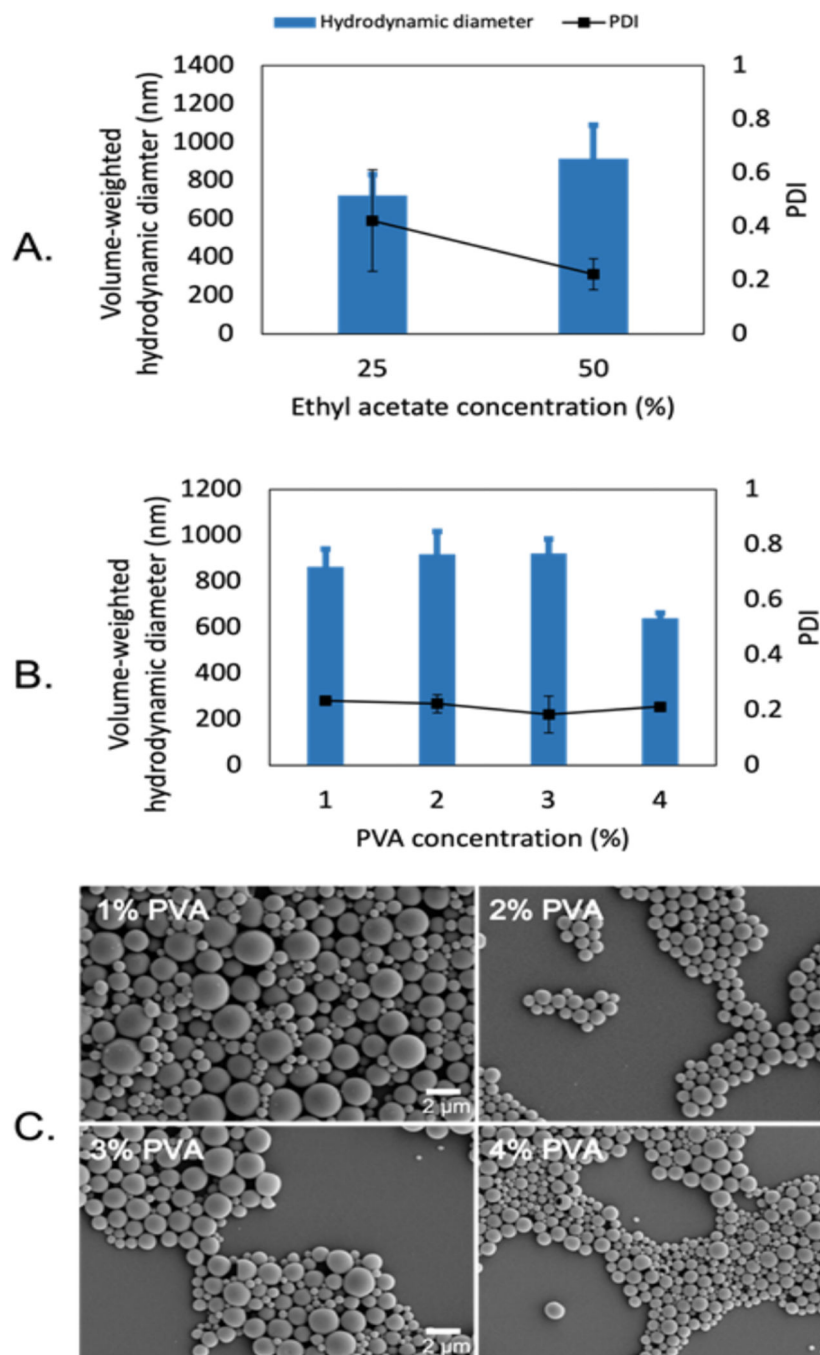 Hydrodynamic diameter PDI
A.
Volume-weighted
hydrodynamic diamter (nm)
1400
1200
1000
800
600
400
200
0
1
0.8
0.6
0.4
0.2
0
PDI
25 50
Ethyl acetate concentration (%)
B.
Volume-weighted
hydrodynamic diameter (nm)
1200
1000
800
600
400
200
0
1
0.8
0.6
0.4
0.2
0
PDI
1 2 3 4
PVA concentration (%)
C.
1% PVA
2 µm
2% PVA
3% PVA
2 µm
4% PVA